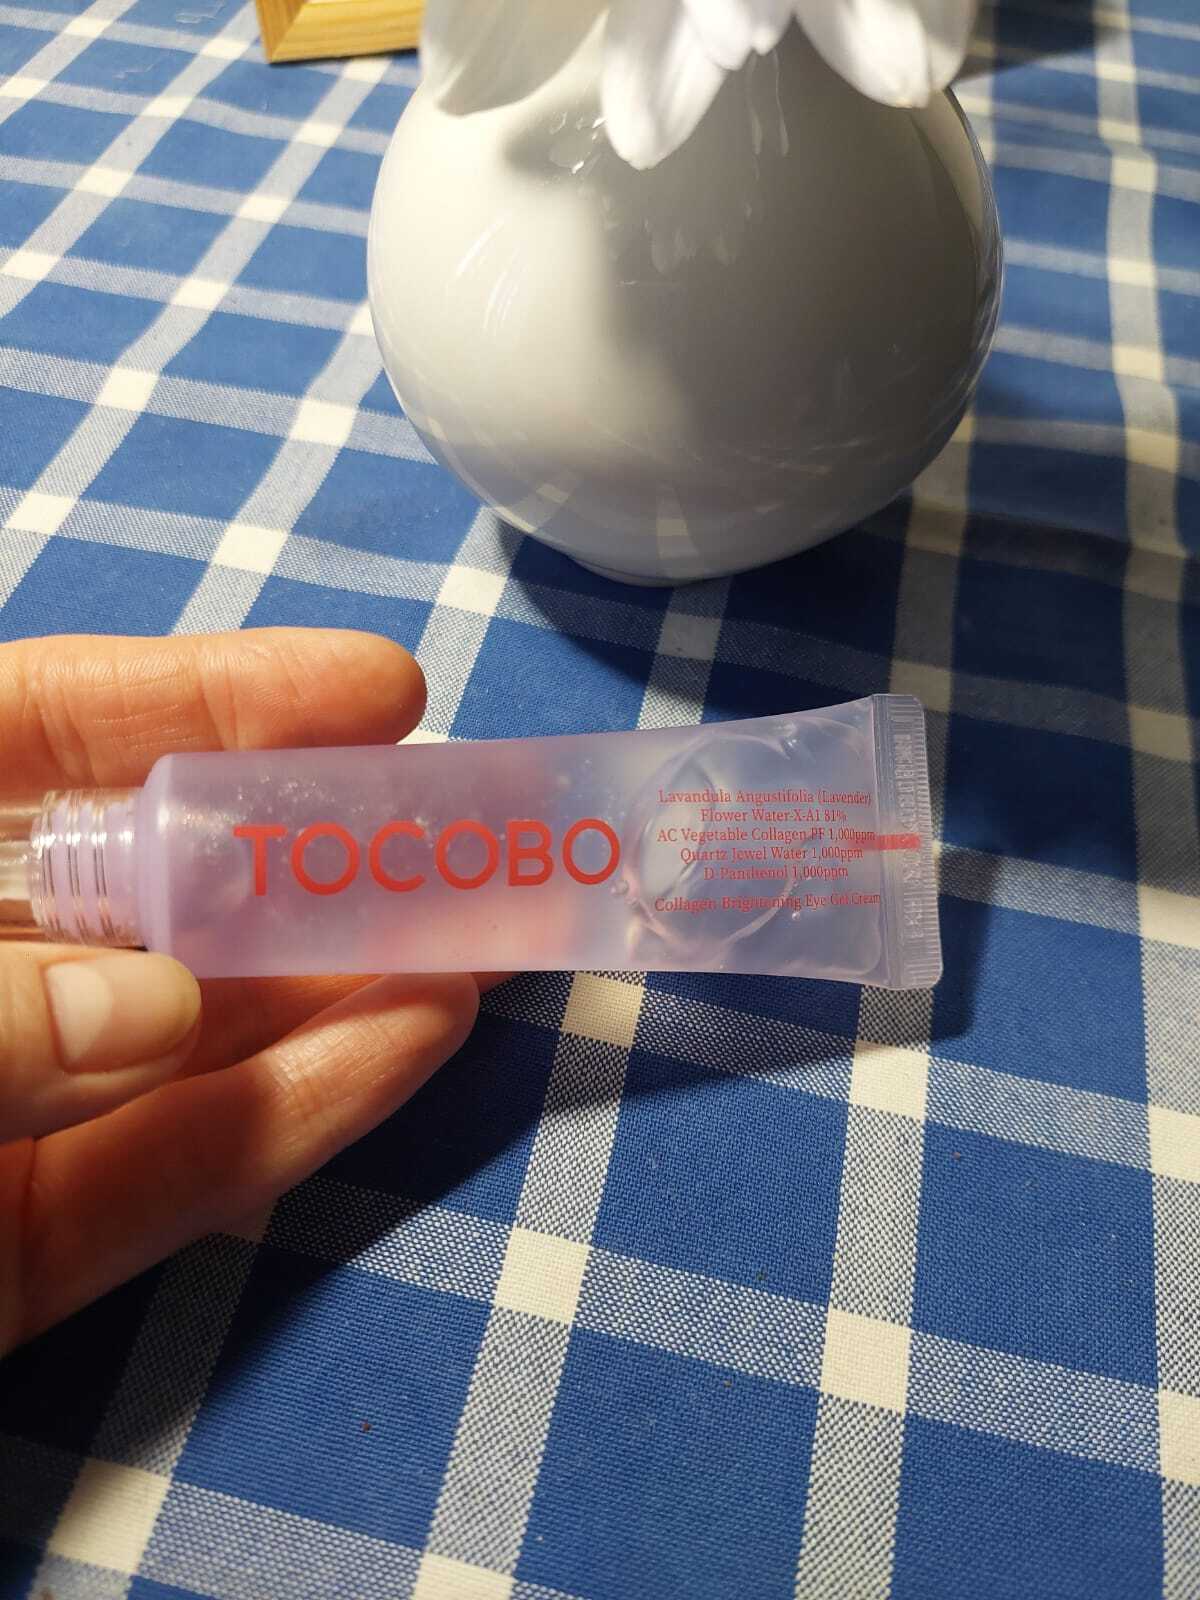 TOCOBO
Lavandula Angustifolia (Lavender)
Flower Water-X-A1 81%
AC Vegetable Collagen PF 1,000ppm
Quartz Jewel Water 1,000ppm
D-Panthenol 1,000ppm
Collagen Brightening Eye Gel Cream